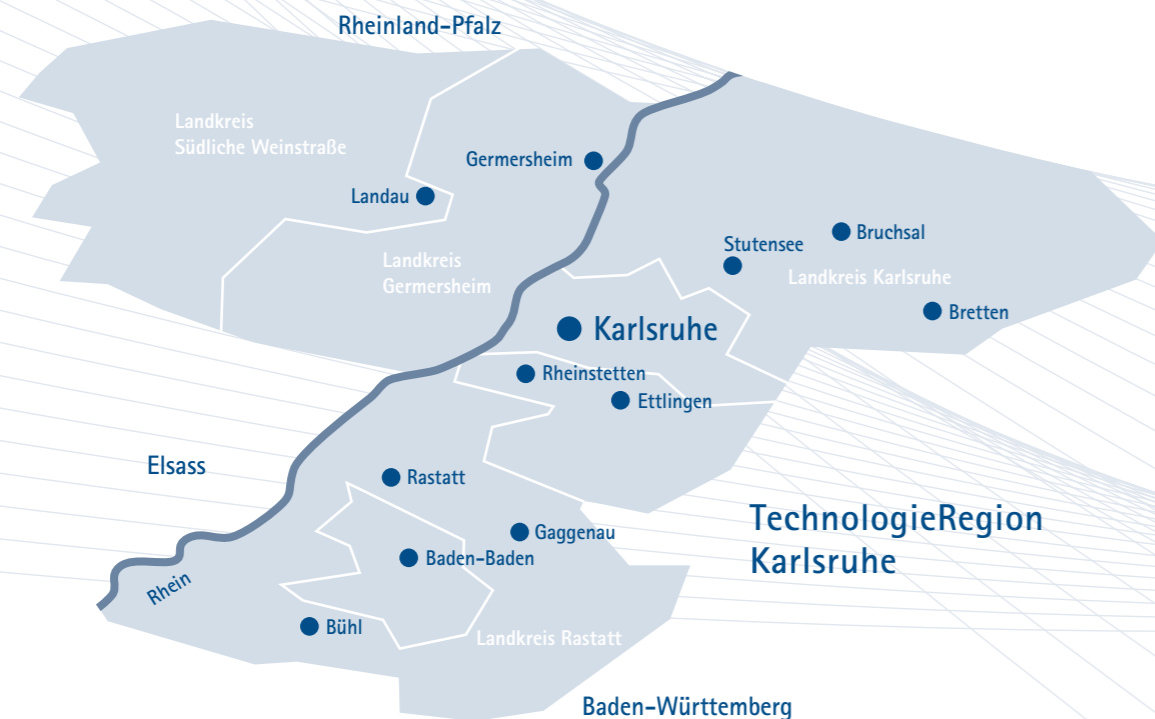 Rheinland-Pfalz
Landkreis
Südliche Weinstraße
Germersheim
Landau
Bruchsal
Stutensee
Landkreis
Germersheim
Landkreis Karlsruhe
Bretten
Karlsruhe
Rheinstetten
Ettlingen
Elsass
Rastatt
TechnologieRegion
Karlsruhe
Gaggenau
Baden-Baden
Rhein
Bühl
Landkreis Rastatt
Baden-Württemberg